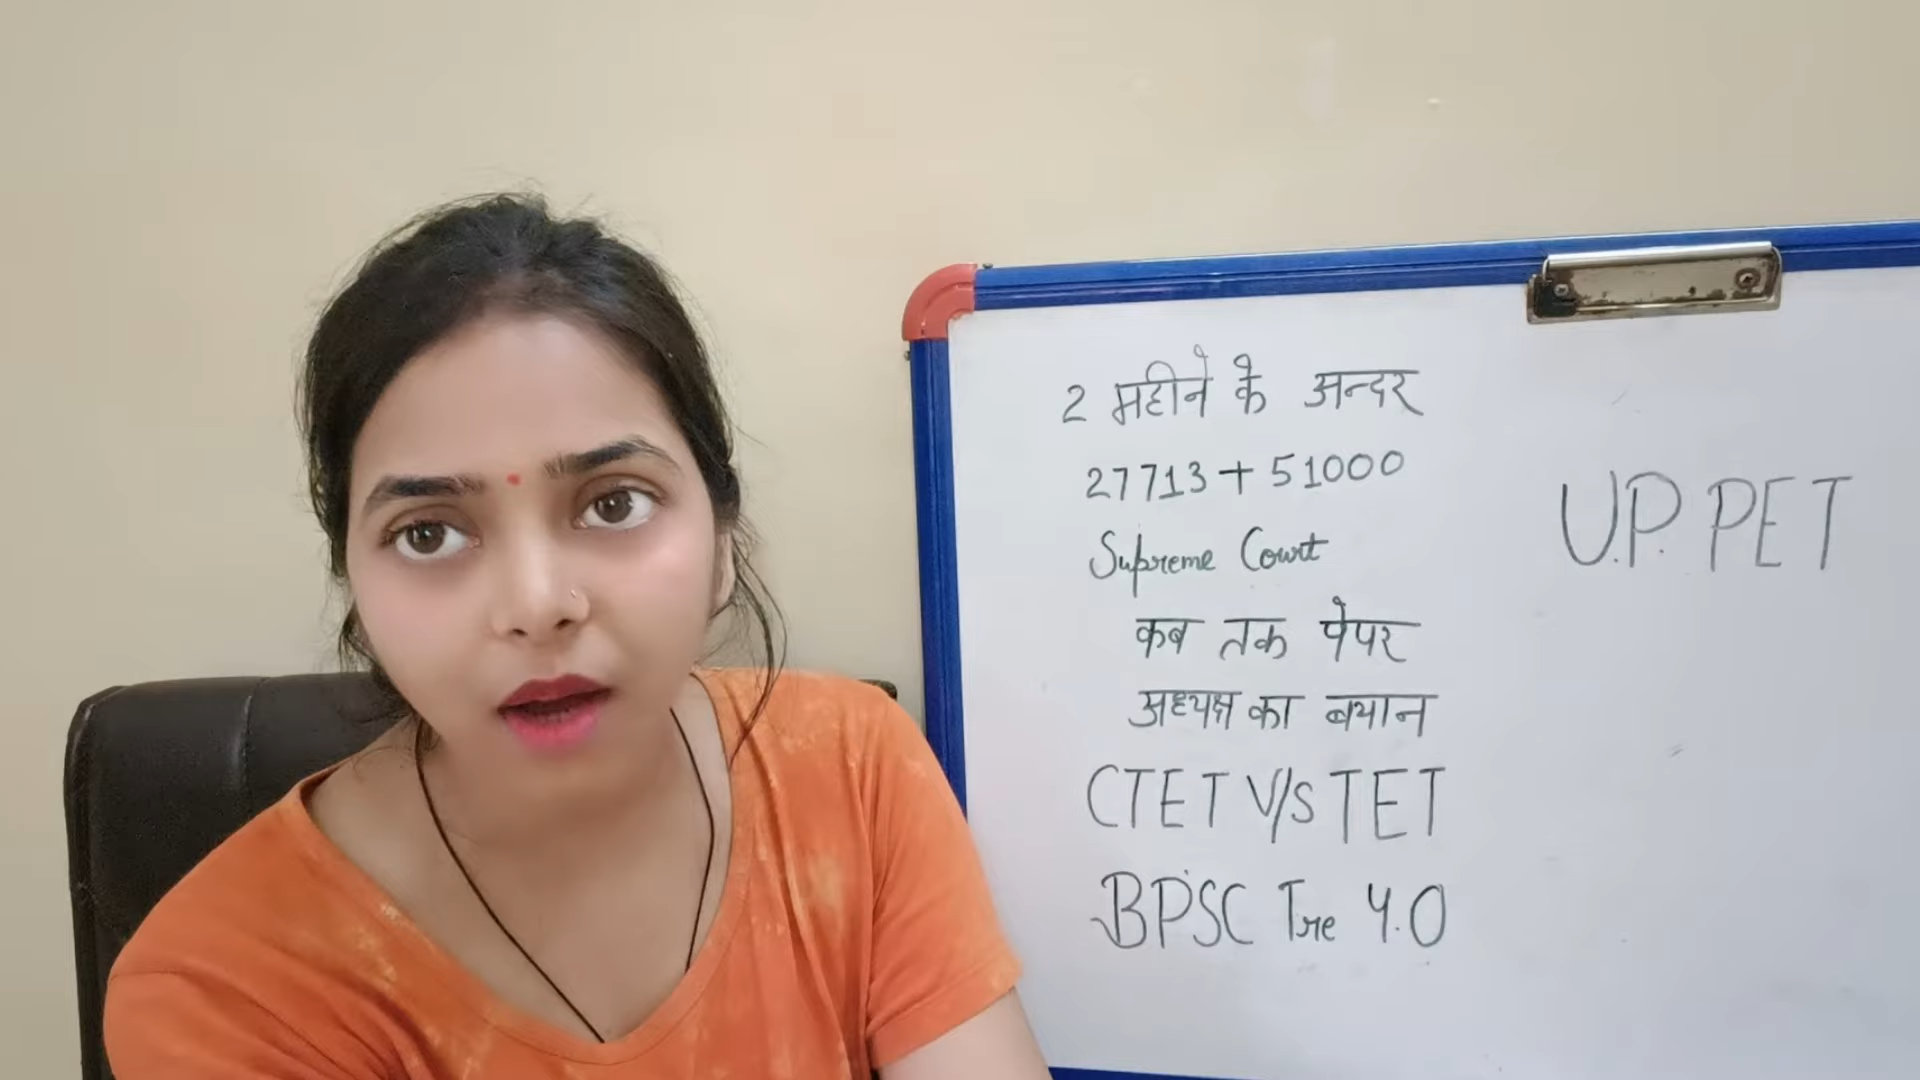 2 महीने के अन्दर
27713+51000
Supreme Court
कब तक पेपर
अध्यक्ष का बयान
CTET V/S TET
BPSC Tre 4.0
U.P. PET